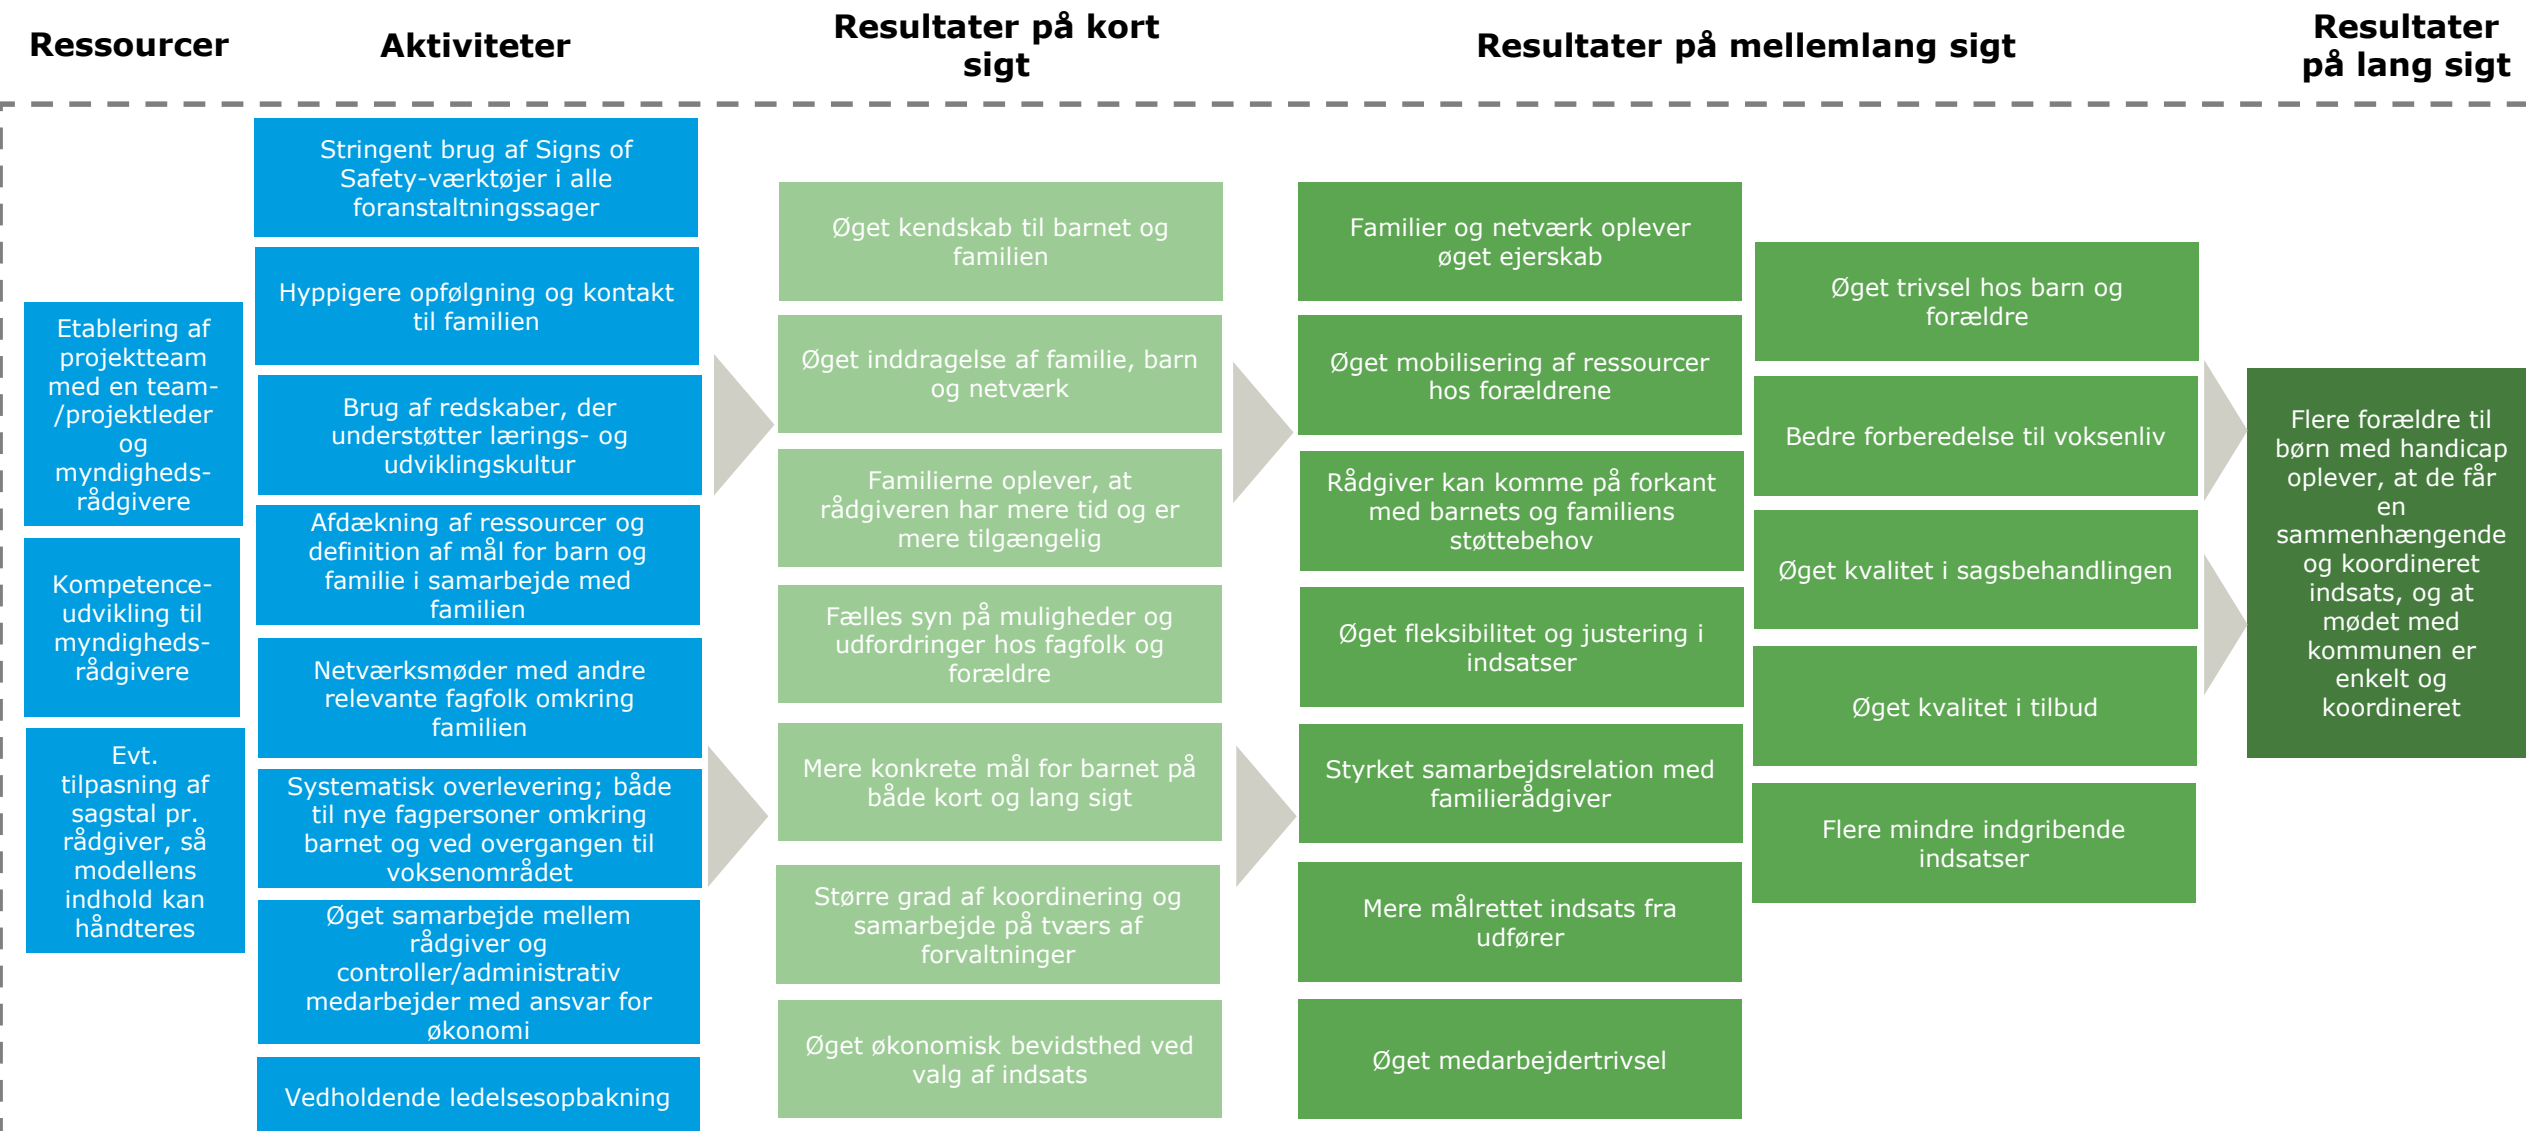 Ressourcer
Aktiviteter
Resultater på kort
sigt
Resultater på mellemlang sigt
Resultater
på lang sigt
Etablering af
projektteam
med en team-
/projektleder
og
myndigheds-
rådgivere
Kompetence-
udvikling til
myndigheds-
rådgivere
Evt.
tilpasning af
sagstal pr.
rådgiver, så
modellens
indhold kan
håndteres
Stringent brug af Signs of
Safety-værktøjer i alle
foranstaltningssager
Hyppigere opfølgning og kontakt
til familien
Brug af redskaber, der
understøtter lærings- og
udviklingskultur
Afdækning af ressourcer og
definition af mål for barn og
familie i samarbejde med
familien
Netværksmøder med andre
relevante fagfolk omkring
familien
Systematisk overlevering; både
til nye fagpersoner omkring
barnet og ved overgangen til
voksenområdet
Øget samarbejde mellem
rådgiver og
controller/administrativ
medarbejder med ansvar for
økonomi
Vedholdende ledelsesopbakning
Øget kendskab til barnet og
familien
Øget inddragelse af familie, barn
og netværk
Familierne oplever, at
rådgiveren har mere tid og er
mere tilgængelig
Fælles syn på muligheder og
udfordringer hos fagfolk og
forældre
Mere konkrete mål for barnet på
både kort og lang sigt
Større grad af koordinering og
samarbejde på tværs af
forvaltninger
Øget økonomisk bevidsthed ved
valg af indsats
Familier og netværk oplever
øget ejerskab
Øget mobilisering af ressourcer
hos forældrene
Rådgiver kan komme på forkant
med barnets og familiens
støttebehov
Øget fleksibilitet og justering i
indsatser
Styrket samarbejdsrelation med
familierådgiver
Mere målrettet indsats fra
udfører
Øget medarbejdertrivsel
Øget trivsel hos barn og
forældre
Bedre forberedelse til voksenliv
Øget kvalitet i sagsbehandlingen
Øget kvalitet i tilbud
Flere mindre indgribende
indsatser
Flere forældre til
børn med handicap
oplever, at de får
en
sammenhængende
og koordineret
indsats, og at
mødet med
kommunen er
enkelt og
koordineret